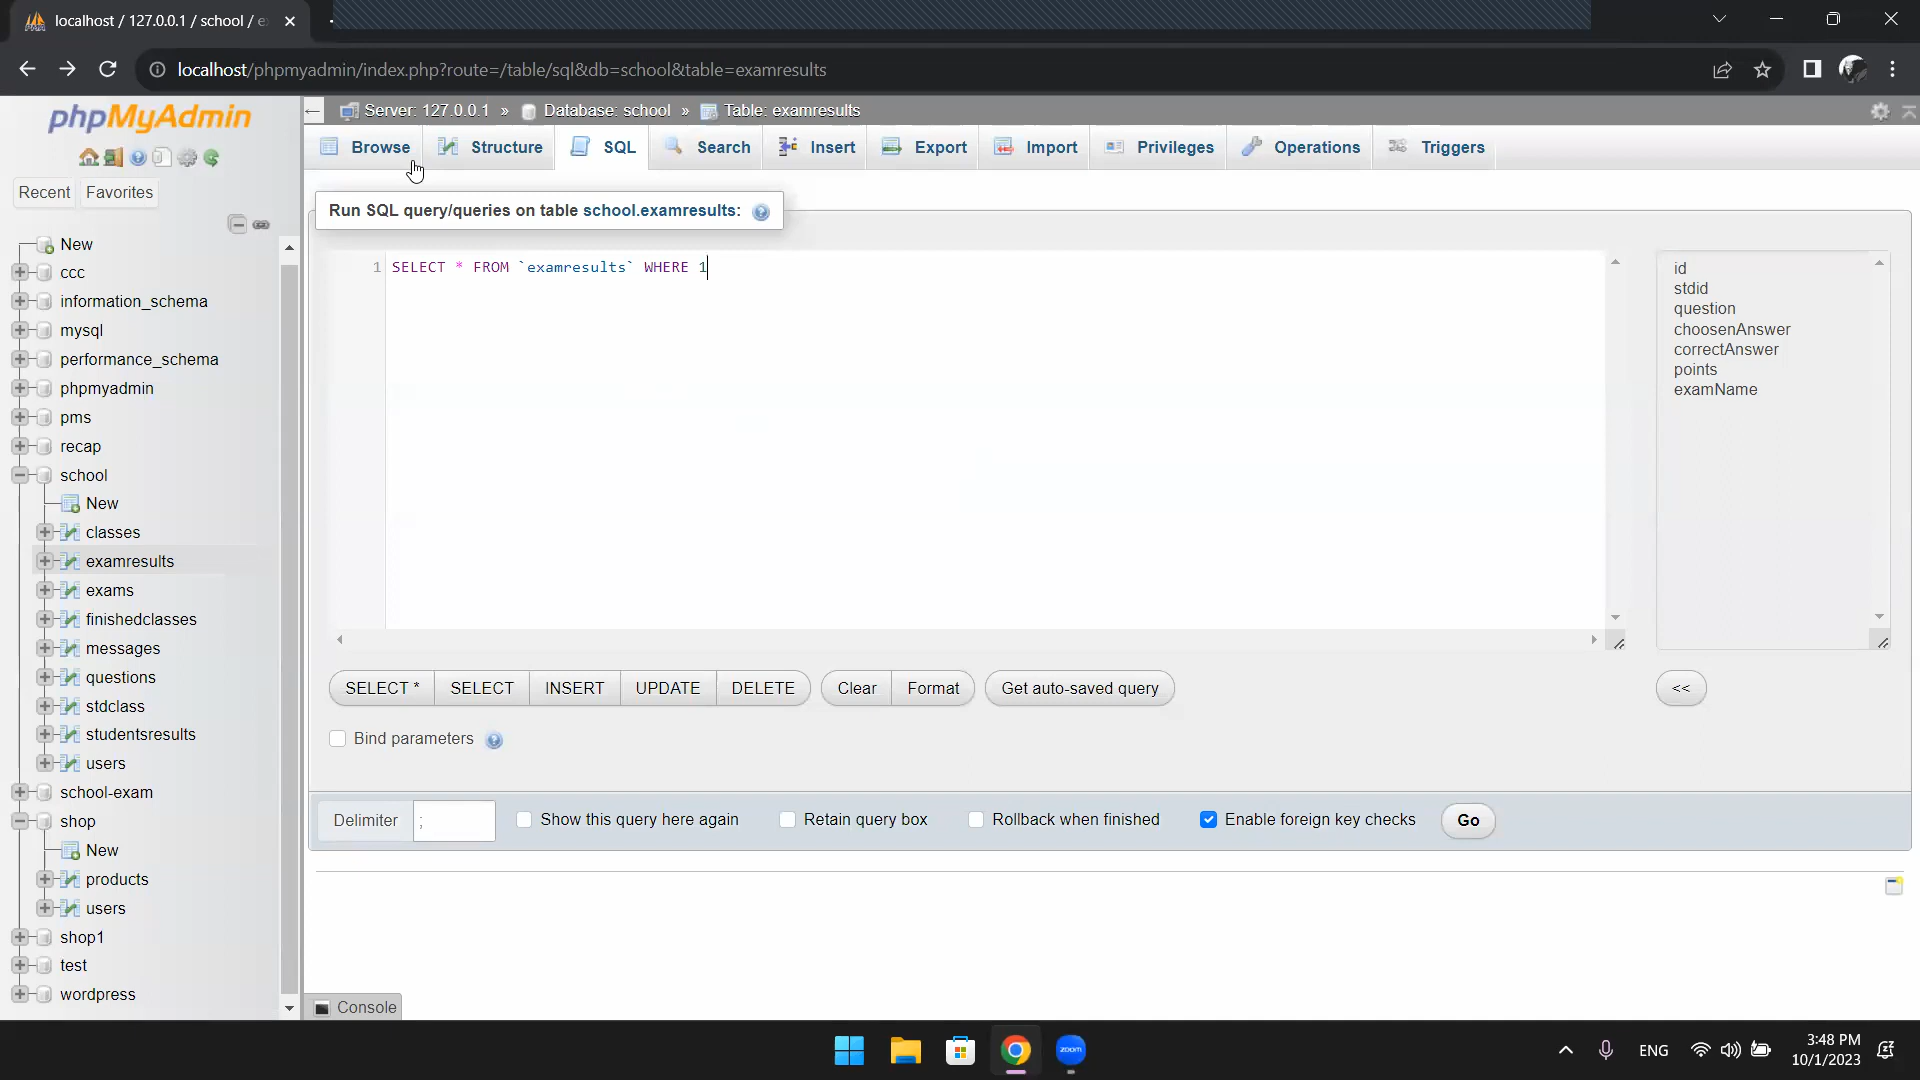 localhost / 127.0.0.1 / school / e
localhost/phpmyadmin/index.php?route=/table/sql&db=school&table=examresults
phpMyAdmin
Recent Favorites
New
ccc
information_schema
mysql
performance_schema
phpmyadmin
pms
recap
school
New
classes
examresults
exams
finishedclasses
messages
questions
stdclass
studentsresults
users
school-exam
shop
New
products
users
shop1
test
wordpress
Server: 127.0.0.1 » Database: school » Table: examresults
Browse Structure SQL Search Insert Export Import Privileges Operations Triggers
Run SQL query/queries on table school.examresults:
1 SELECT * FROM `examresults` WHERE 1
id
stdid
question
choosenAnswer
correctAnswer
points
examName
SELECT * SELECT INSERT UPDATE DELETE Clear Format Get auto-saved query <<
Bind parameters
Delimiter ; Show this query here again Retain query box Rollback when finished Enable foreign key checks Go
Console
zoom
ENG
3:48 PM
10/1/2023